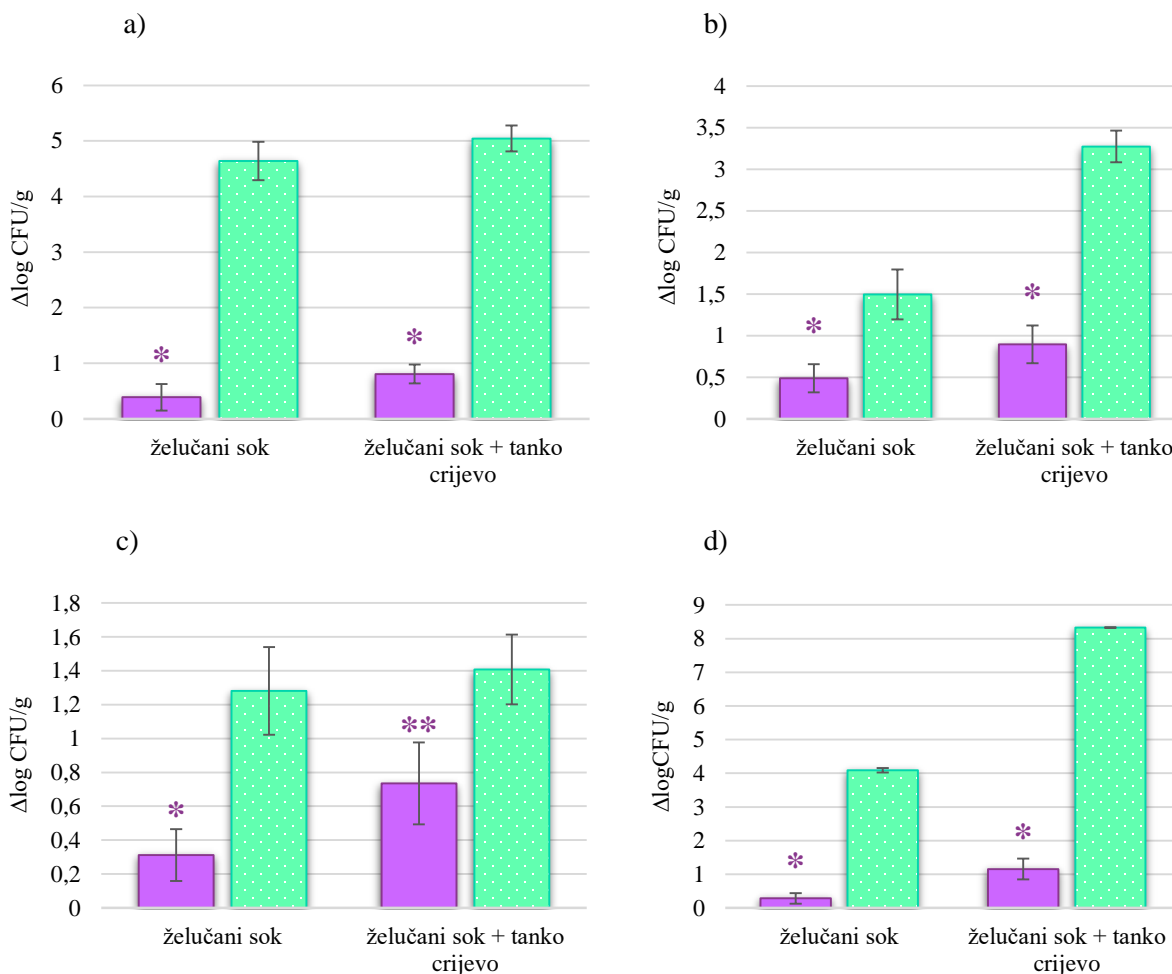 a)
Δlog CFU/g
6
5
4
3
2
1
0
*
*
želučani sok
želučani sok + tanko
crijevo
b)
Δlog CFU/g
4
3,5
3
2,5
2
1,5
1
0,5
0
*
*
želučani sok
želučani sok + tanko
crijevo
c)
Δlog CFU/g
1,8
1,6
1,4
1,2
1
0,8
0,6
0,4
0,2
0
*
**
želučani sok
želučani sok + tanko
crijevo
d)
ΔlogCFU/g
9
8
7
6
5
4
3
2
1
0
*
*
želučani sok
želučani sok + tanko
crijevo